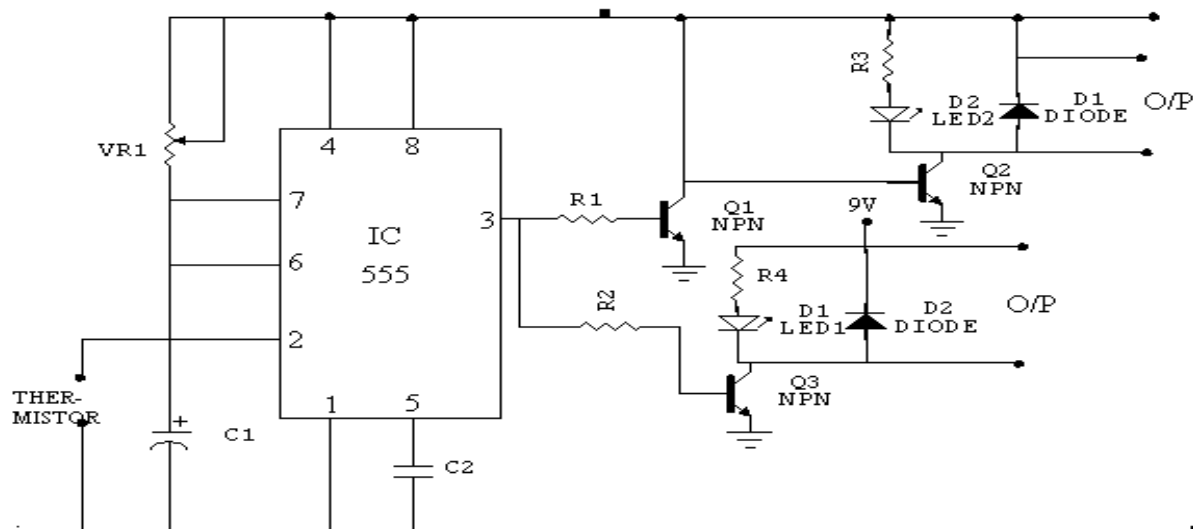 R3
D2
LED2
D1
DIODE
O/P
VR1
4
8
7
R1
Q1
NPN
Q2
NPN
3
9V
IC
555
6
R4
R2
D1
LED1
D2
DIODE
O/P
2
THER-
MISTOR
1
5
Q3
NPN
C1
C2